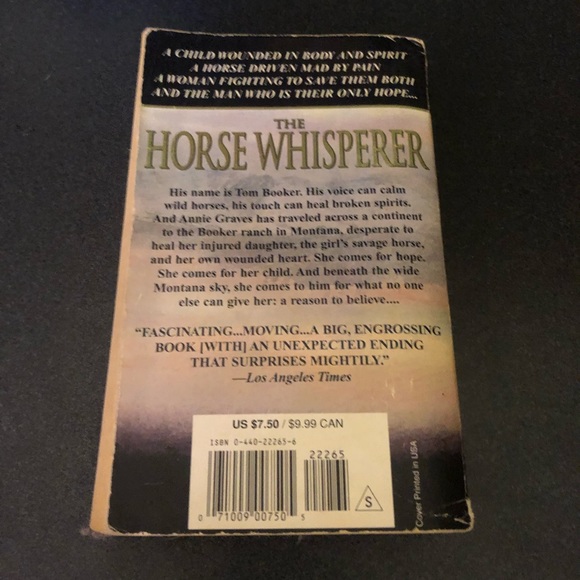 A CHILD WOUNDED IN BODY AND SPIRIT
A HORSE DRIVEN MAD BY PAIN
A WOMAN FIGHTING TO SAVE THEM BOTH
AND THE MAN WHO IS THEIR ONLY HOPE....
THE
HORSE WHISPERER
His name is Tom Booker. His voice can calm
wild horses, his touch can heal broken spirits.
And Annie Graves has traveled across a continent
to the Booker ranch in Montana, desperate to
heal her injured daughter, the girl's savage horse,
and her own wounded heart. She comes for hope.
She comes for her child. And beneath the wide
Montana sky, she comes to him for what no one
else can give her: a reason to believe....
"FASCINATING...MOVING...A BIG, ENGROSSING
BOOK [WITH] AN UNEXPECTED ENDING
THAT SURPRISES MIGHTILY."
—Los Angeles Times
US $7.50 / $9.99 CAN
ISBN 0-440-22265-6
22265
0 71009 00750 5
S
Cover Printed in USA